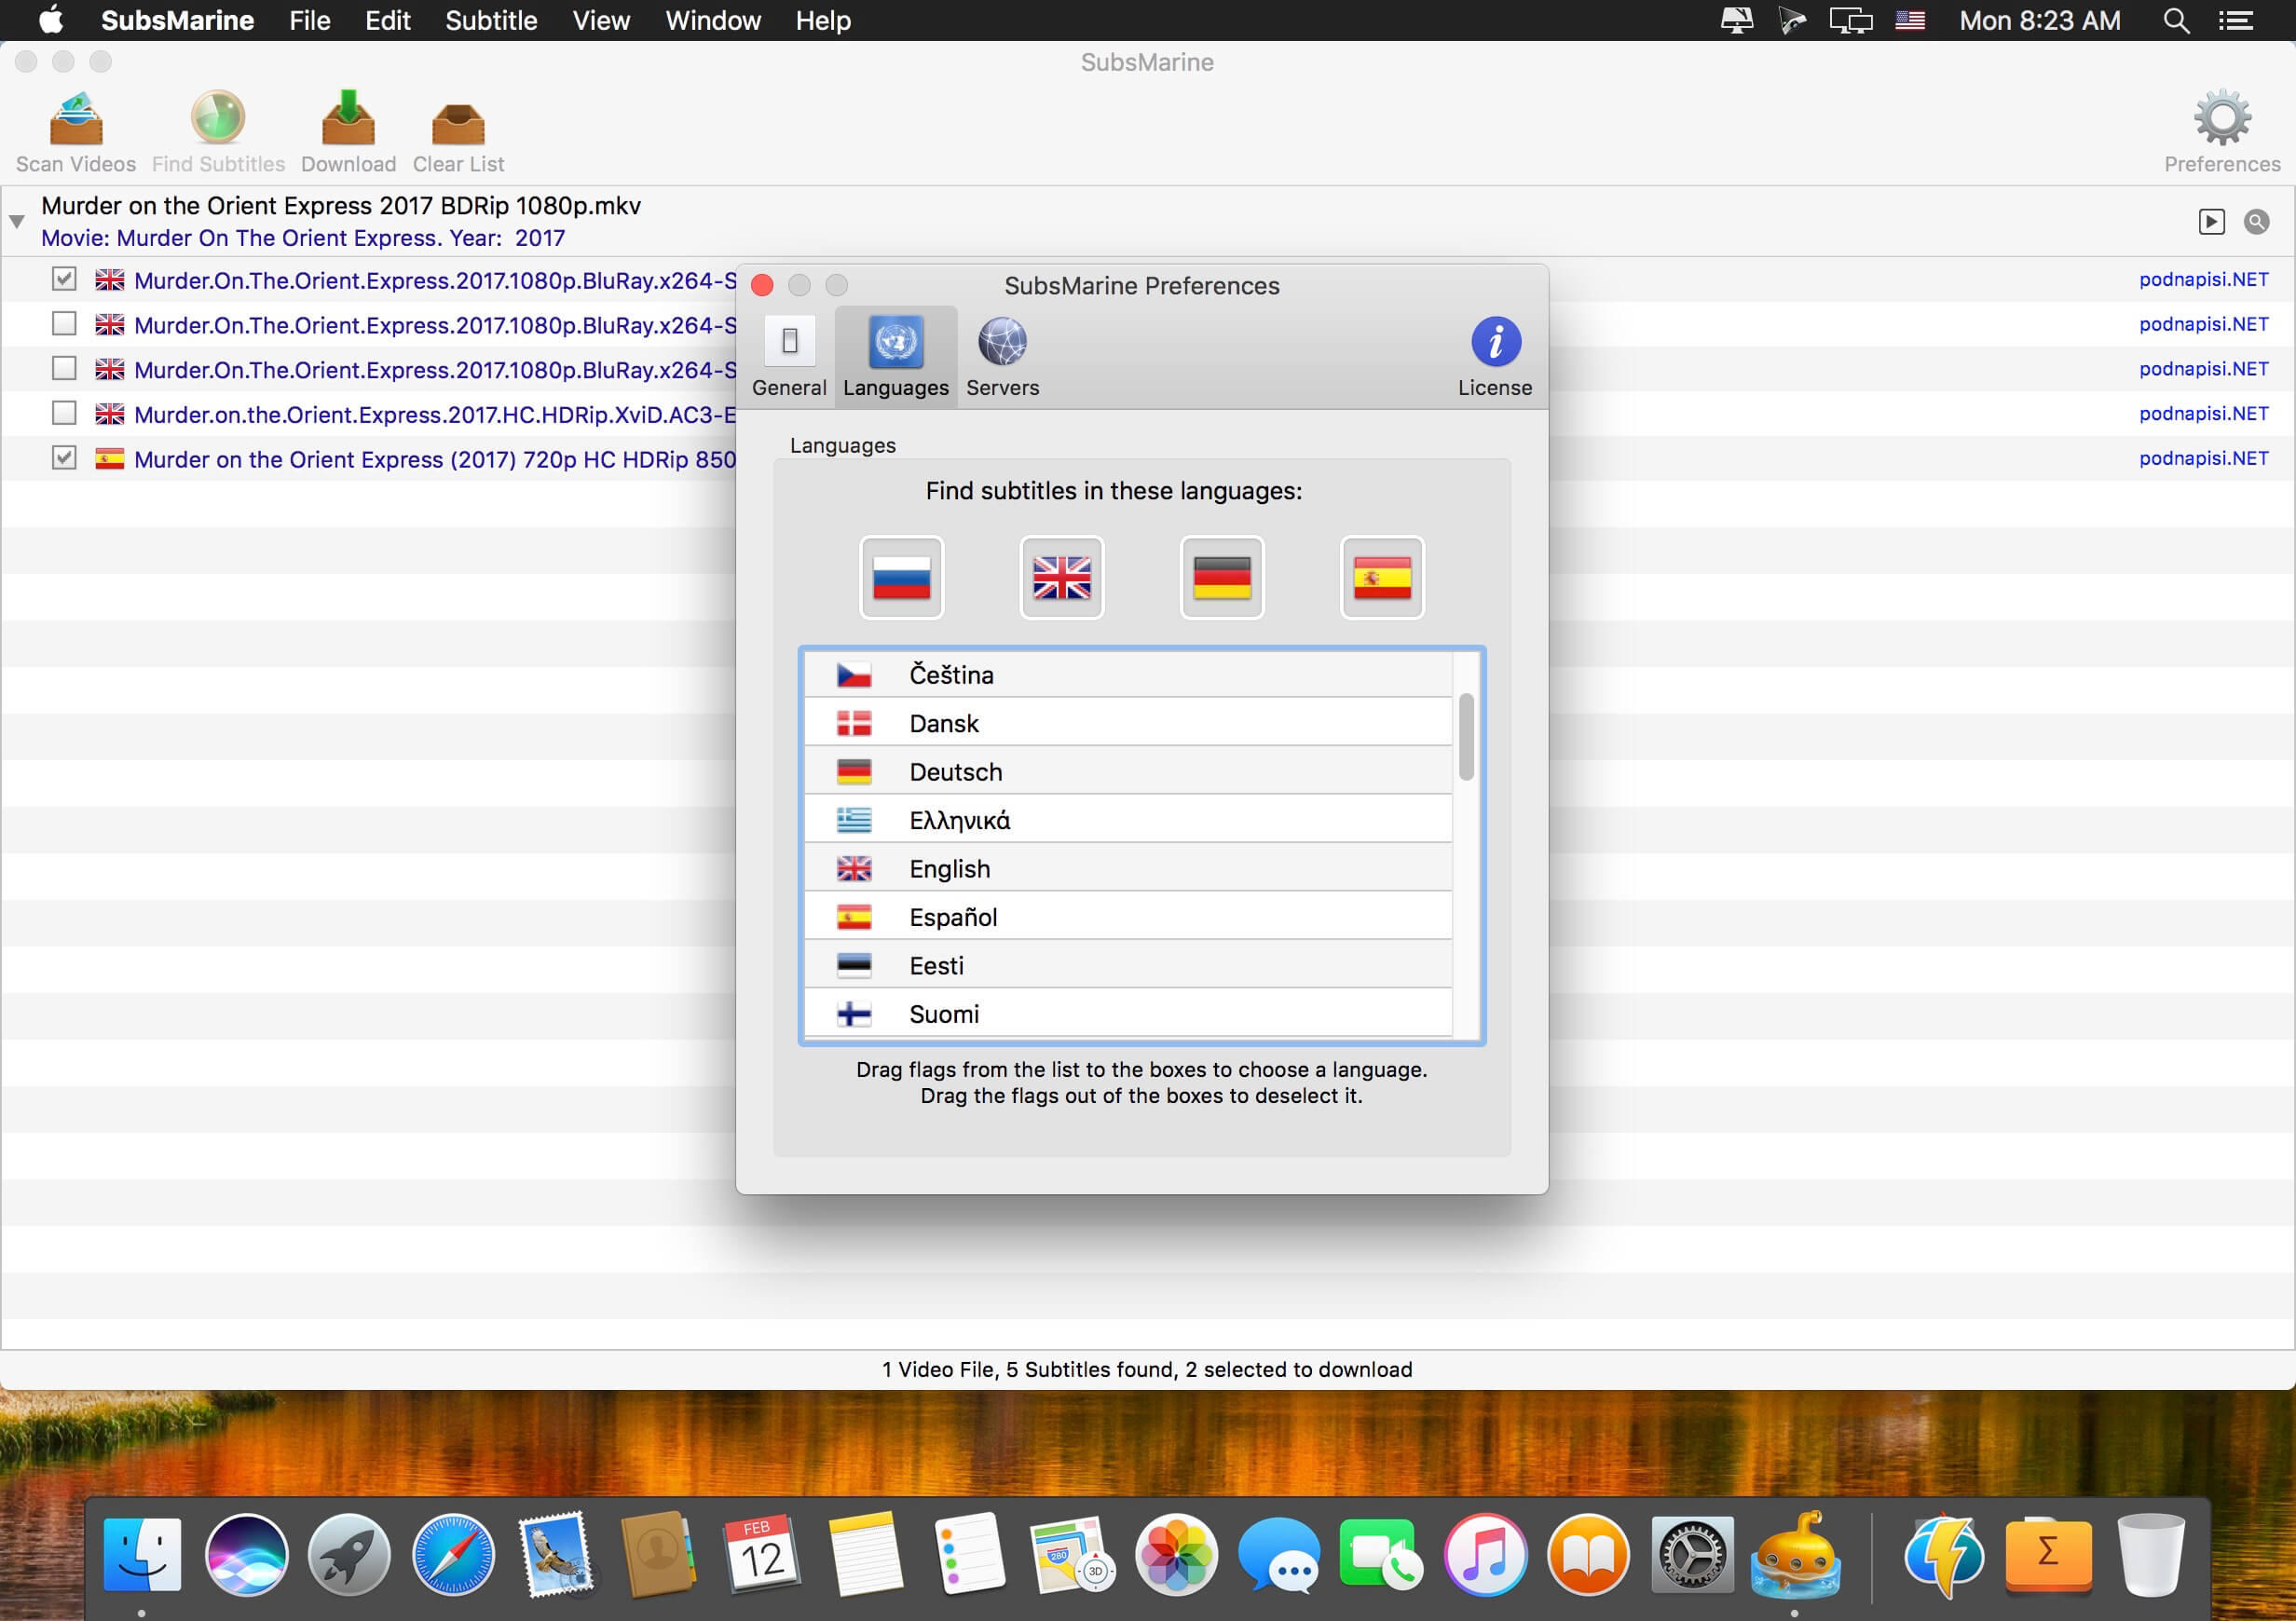 SubsMarine File Edit Subtitle View Window Help Mon 8:23 AM
SubsMarine
Scan Videos Find Subtitles Download Clear List Preferences
Murder on the Orient Express 2017 BDRip 1080p.mkv
Movie: Murder On The Orient Express. Year: 2017
Murder.On.The.Orient.Express.2017.1080p.BluRay.x264-S podnapisi.NET
Murder.On.The.Orient.Express.2017.1080p.BluRay.x264-S podnapisi.NET
Murder.On.The.Orient.Express.2017.1080p.BluRay.x264-S podnapisi.NET
Murder.on.the.Orient.Express.2017.HC.HDRip.XviD.AC3-E podnapisi.NET
Murder on the Orient Express (2017) 720p HC HDRip 850 podnapisi.NET
SubsMarine Preferences
General Languages Servers License
Languages
Find subtitles in these languages:
Čeština
Dansk
Deutsch
Ελληνικά
English
Español
Eesti
Suomi
Drag flags from the list to the boxes to choose a language.
Drag the flags out of the boxes to deselect it.
1 Video File, 5 Subtitles found, 2 selected to download
FEB
12
280
3D
Σ